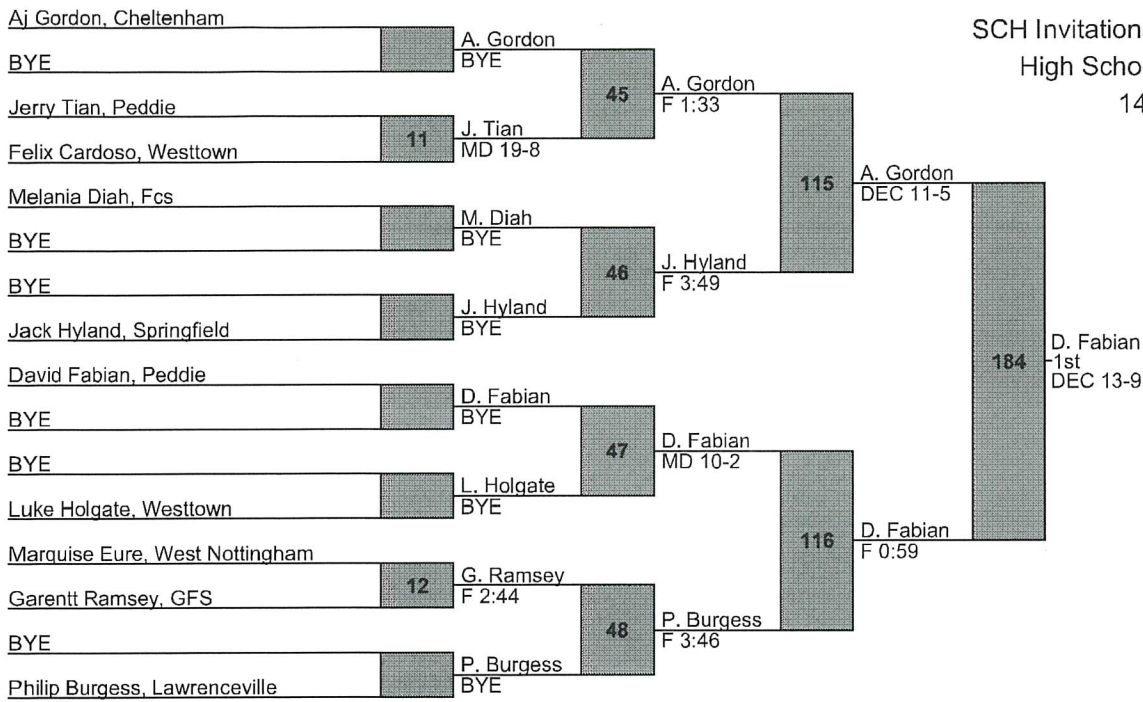 SCH Invitation
High Scho
14
Aj Gordon, Cheltenham
BYE
Jerry Tian, Peddie
Felix Cardoso, Westtown
Melania Diah, Fcs
BYE
BYE
Jack Hyland, Springfield
David Fabian, Peddie
BYE
BYE
Luke Holgate, Westtown
Marquise Eure, West Nottingham
Garentt Ramsey, GFS
BYE
Philip Burgess, Lawrenceville
11
12
A. Gordon
BYE
J. Tian
MD 19-8
M. Diah
BYE
J. Hyland
BYE
D. Fabian
BYE
L. Holgate
BYE
G. Ramsey
F 2:44
P. Burgess
BYE
45
46
47
48
A. Gordon
F 1:33
J. Hyland
F 3:49
D. Fabian
MD 10-2
P. Burgess
F 3:46
115
116
A. Gordon
DEC 11-5
D. Fabian
F 0:59
184
D. Fabian
1st
DEC 13-9